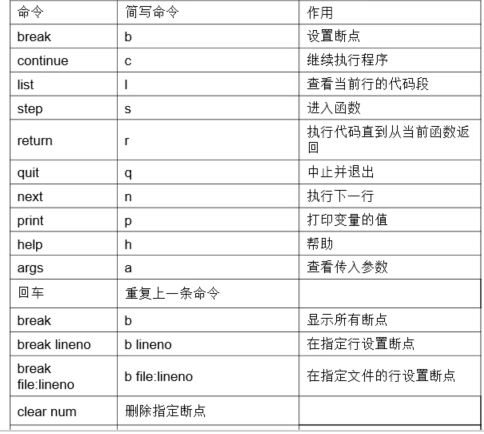 命令 简写命令 作用
break b 设置断点
continue c 继续执行程序
list l 查看当前行的代码段
step s 进入函数
return r 执行代码直到从当前函数返
回
quit q 中止并退出
next n 执行下一行
print p 打印变量的值
help h 帮助
args a 查看传入参数
回车 重复上一条命令
break b 显示所有断点
break lineno b lineno 在指定行设置断点
break
file:lineno b file:lineno 在指定文件的行设置断点
clear num 删除指定断点